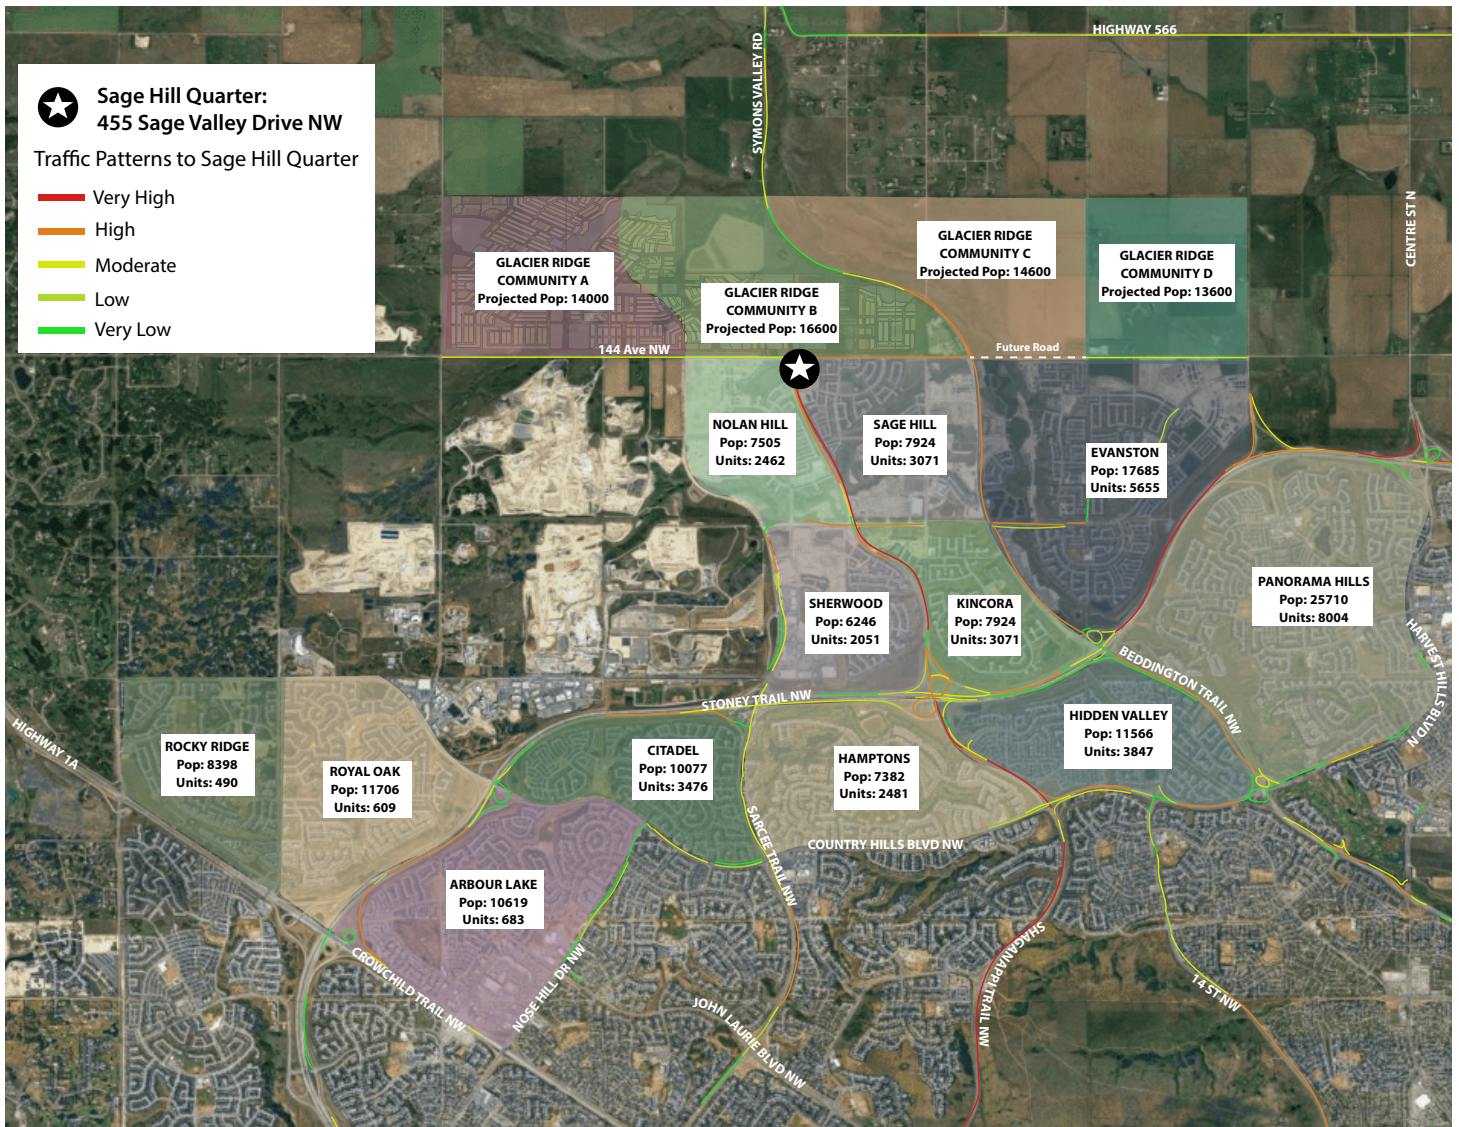 Sage Hill Quarter:
455 Sage Valley Drive NW
Traffic Patterns to Sage Hill Quarter
Very High
High
Moderate
Low
Very Low
HIGHWAY 566
SYMONS VALLEY RD
CENTRE ST N
GLACIER RIDGE
COMMUNITY A
Projected Pop: 14000
GLACIER RIDGE
COMMUNITY B
Projected Pop: 16600
GLACIER RIDGE
COMMUNITY C
Projected Pop: 14600
GLACIER RIDGE
COMMUNITY D
Projected Pop: 13600
144 Ave NW
Future Road
NOLAN HILL
Pop: 7505
Units: 2462
SAGE HILL
Pop: 7924
Units: 3071
EVANSTON
Pop: 17685
Units: 5655
SHERWOOD
Pop: 6246
Units: 2051
KINCORA
Pop: 7924
Units: 3071
PANORAMA HILLS
Pop: 25710
Units: 8004
HARVEST HILLS BLVD N
BEDDINGTON TRAIL NW
STONEY TRAIL NW
HIGHWAY 1A
ROCKY RIDGE
Pop: 8398
Units: 490
ROYAL OAK
Pop: 11706
Units: 609
CITADEL
Pop: 10077
Units: 3476
HAMPTONS
Pop: 7382
Units: 2481
HIDDEN VALLEY
Pop: 11566
Units: 3847
SARCEE TRAIL NW
COUNTRY HILLS BLVD NW
ARBOUR LAKE
Pop: 10619
Units: 683
CROWCHILD TRAIL NW
NOSE HILL DR NW
JOHN LAURIE BLVD NW
SHAGANAPPI TRAIL NW
14 ST NW